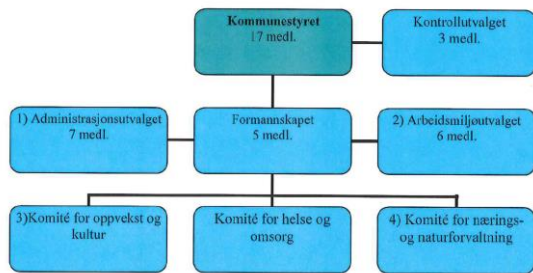 Kommunestyret
17 medl.
Kontrollutvalget
3 medl.
1) Administrasjonsutvalget
7 medl.
Formannskapet
5 medl.
2) Arbeidsmiljøutvalget
6 medl.
3)Komité for oppvekst og
kultur
Komité for helse og
omsorg
4) Komité for nærings-
og naturforvaltning